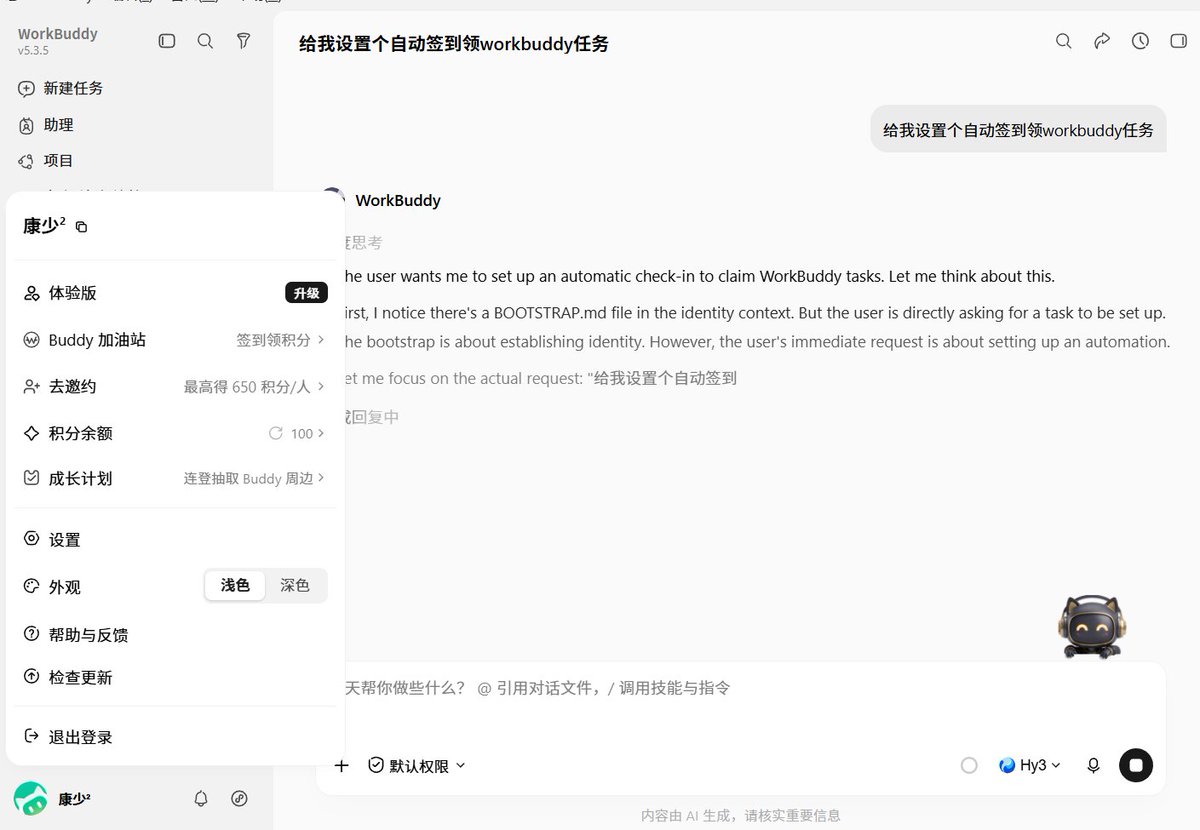 WorkBuddy
v5.3.5
新建任务
助理
项目
康少²
体验版
升级
Buddy 加油站
签到领积分
去邀约
最高得 650 积分/人
积分余额
100
成长计划
连登抽取 Buddy 周边
设置
外观
浅色
深色
帮助与反馈
检查更新
退出登录
康少²
给我设置个自动签到领workbuddy任务
给我设置个自动签到领workbuddy任务
WorkBuddy
思考
he user wants me to set up an automatic check-in to claim WorkBuddy tasks. Let me think about this.
irst, I notice there's a BOOTSTRAP.md file in the identity context. But the user is directly asking for a task to be set up.
he bootstrap is about establishing identity. However, the user's immediate request is about setting up an automation.
et me focus on the actual request: "给我设置个自动签到
回复中
天帮你做些什么？ @ 引用对话文件，/ 调用技能与指令
默认权限
Hy3
内容由 AI 生成，请核实重要信息